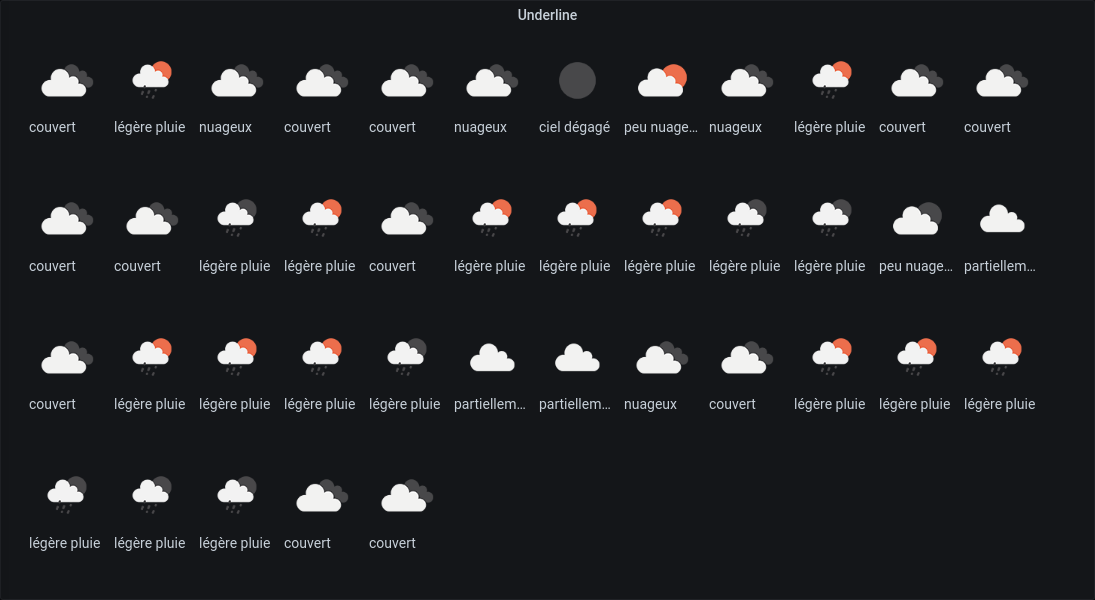 Underline
couvert légère pluie nuageux couvert couvert nuageux ciel dégagé peu nuage… nuageux légère pluie couvert couvert
couvert couvert légère pluie légère pluie couvert légère pluie légère pluie légère pluie légère pluie légère pluie peu nuage… partiellem…
couvert légère pluie légère pluie légère pluie légère pluie partiellem… partiellem… nuageux couvert légère pluie légère pluie légère pluie
légère pluie légère pluie légère pluie couvert couvert